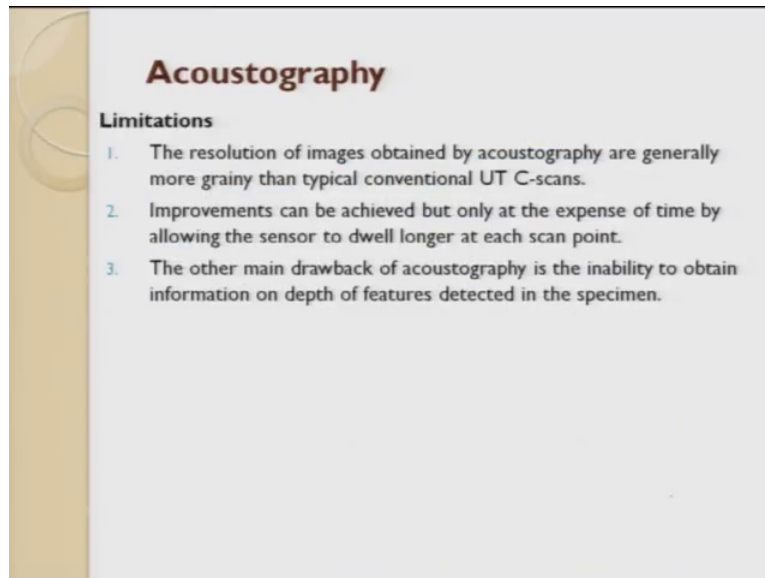 Acoustography
Limitations
1. The resolution of images obtained by acoustography are generally
more grainy than typical conventional UT C-scans.
2. Improvements can be achieved but only at the expense of time by
allowing the sensor to dwell longer at each scan point.
3. The other main drawback of acoustography is the inability to obtain
information on depth of features detected in the specimen.